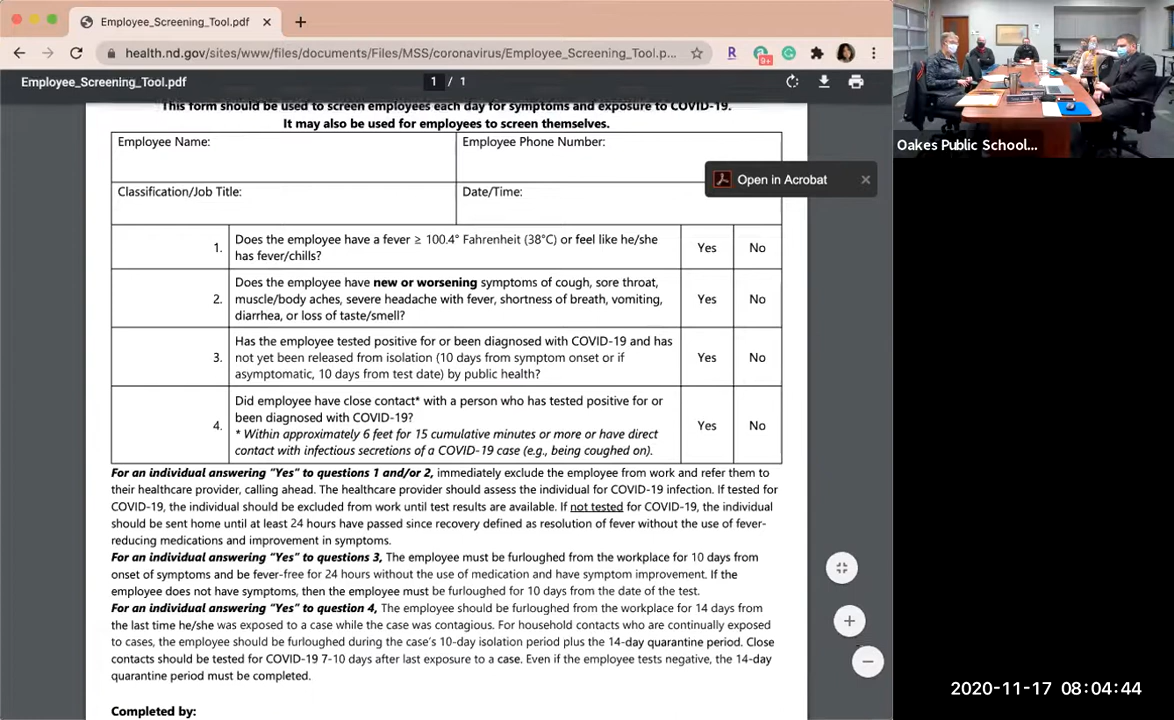 Employee_Screening_Tool.pdf
health.nd.gov/sites/www/files/documents/Files/MSS/coronavirus/Employee_Screening_Tool.p...
R
9+
Employee_Screening_Tool.pdf
1 / 1
This form should be used to screen employees each day for symptoms and exposure to COVID-19.
It may also be used for employees to screen themselves.
Employee Name:
Employee Phone Number:
Open in Acrobat
Classification/Job Title:
Date/Time:
1. Does the employee have a fever ≥ 100.4° Fahrenheit (38°C) or feel like he/she
has fever/chills?
Yes No
2. Does the employee have new or worsening symptoms of cough, sore throat,
muscle/body aches, severe headache with fever, shortness of breath, vomiting,
diarrhea, or loss of taste/smell?
Yes No
3. Has the employee tested positive for or been diagnosed with COVID-19 and has
not yet been released from isolation (10 days from symptom onset or if
asymptomatic, 10 days from test date) by public health?
Yes No
4. Did employee have close contact* with a person who has tested positive for or
been diagnosed with COVID-19?
* Within approximately 6 feet for 15 cumulative minutes or more or have direct
contact with infectious secretions of a COVID-19 case (e.g., being coughed on).
Yes No
For an individual answering "Yes" to questions 1 and/or 2, immediately exclude the employee from work and refer them to
their healthcare provider, calling ahead. The healthcare provider should assess the individual for COVID-19 infection. If tested for
COVID-19, the individual should be excluded from work until test results are available. If not tested for COVID-19, the individual
should be sent home until at least 24 hours have passed since recovery defined as resolution of fever without the use of fever-
reducing medications and improvement in symptoms.
For an individual answering "Yes" to questions 3, The employee must be furloughed from the workplace for 10 days from
onset of symptoms and be fever-free for 24 hours without the use of medication and have symptom improvement. If the
employee does not have symptoms, then the employee must be furloughed for 10 days from the date of the test.
For an individual answering "Yes" to question 4, The employee should be furloughed from the workplace for 14 days from
the last time he/she was exposed to a case while the case was contagious. For household contacts who are continually exposed
to cases, the employee should be furloughed during the case's 10-day isolation period plus the 14-day quarantine period. Close
contacts should be tested for COVID-19 7-10 days after last exposure to a case. Even if the employee tests negative, the 14-day
quarantine period must be completed.
Completed by:
Oakes Public School...
2020-11-17 08:04:44